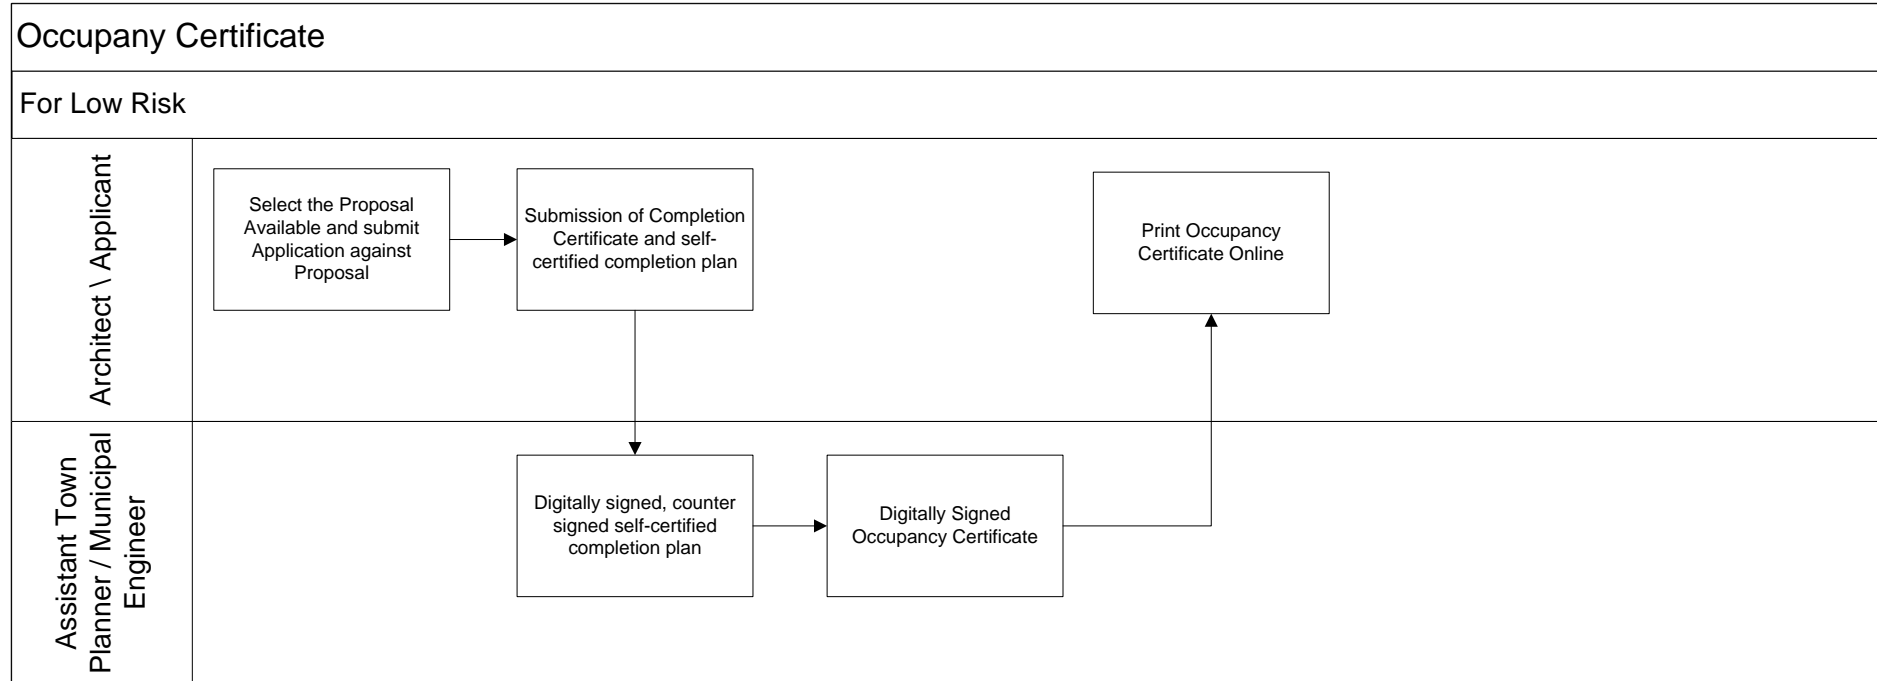 Occupany Certificate
For Low Risk
Architect \ Applicant
Select the Proposal
Available and submit
Application against
Proposal
Submission of Completion
Certificate and self-
certified completion plan
Print Occupancy
Certificate Online
Assistant Town
Planner / Municipal
Engineer
Digitally signed, counter
signed self-certified
completion plan
Digitally Signed
Occupancy Certificate